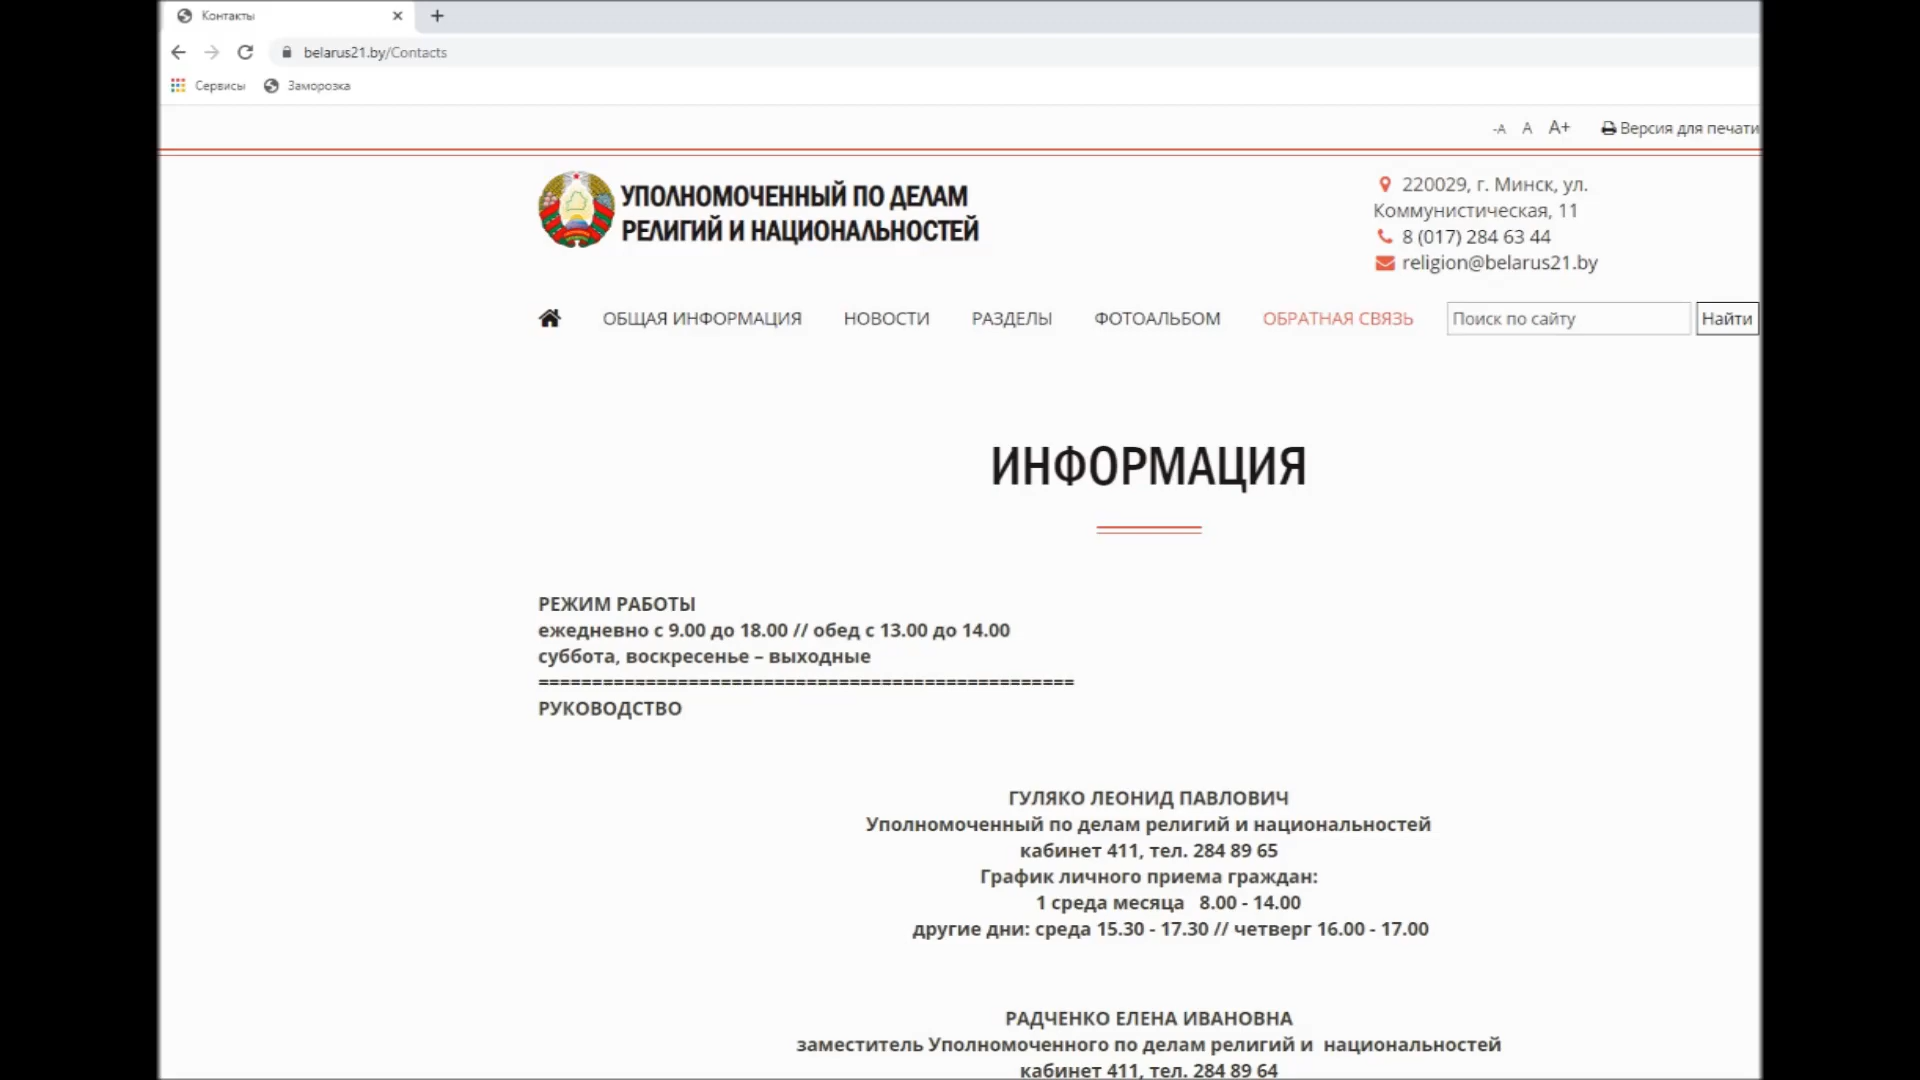 Контакты
belarus21.by/Contacts
Сервисы Заморозка
-A A A+ Версия для печати
УПОЛНОМОЧЕННЫЙ ПО ДЕЛАМ
РЕЛИГИЙ И НАЦИОНАЛЬНОСТЕЙ
220029, г. Минск, ул.
Коммунистическая, 11
8 (017) 284 63 44
religion@belarus21.by
ОБЩАЯ ИНФОРМАЦИЯ НОВОСТИ РАЗДЕЛЫ ФОТОАЛЬБОМ ОБРАТНАЯ СВЯЗЬ Поиск по сайту Найти
ИНФОРМАЦИЯ
РЕЖИМ РАБОТЫ
ежедневно с 9.00 до 18.00 // обед с 13.00 до 14.00
суббота, воскресенье – выходные
==================================================
РУКОВОДСТВО
ГУЛЯКО ЛЕОНИД ПАВЛОВИЧ
Уполномоченный по делам религий и национальностей
кабинет 411, тел. 284 89 65
График личного приема граждан:
1 среда месяца 8.00 - 14.00
другие дни: среда 15.30 - 17.30 // четверг 16.00 - 17.00
РАДЧЕНКО ЕЛЕНА ИВАНОВНА
заместитель Уполномоченного по делам религий и национальностей
кабинет 411, тел. 284 89 64